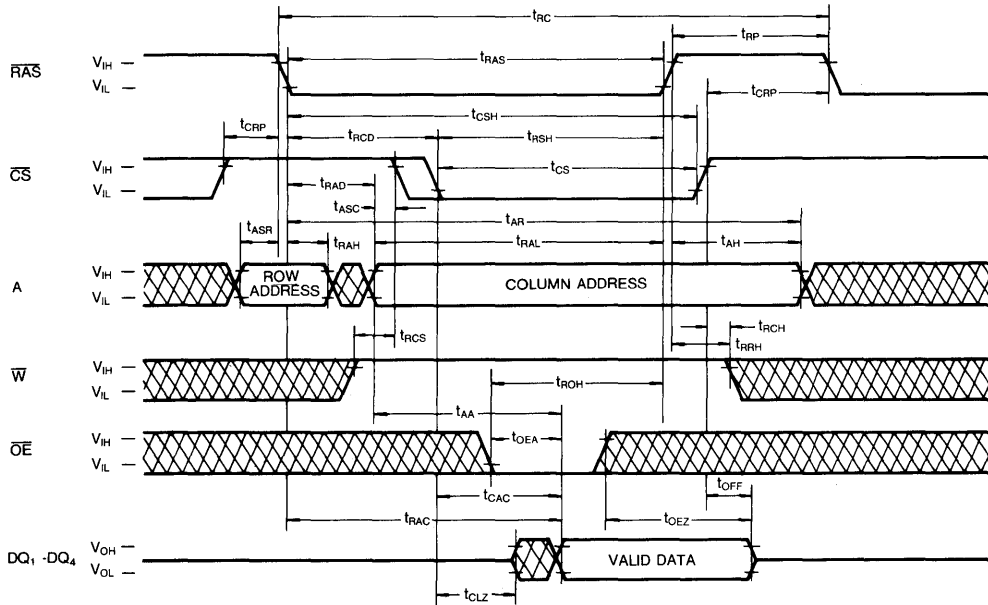 tRC
tRP
RAS
VIH
VIL
tRAS
tCRP
tCSH
tCRP
tRCD
tRSH
CS
VIH
VIL
tCS
tRAD
tASC
tAR
tASR
tRAH
tRAL
tAH
A
VIH
VIL
ROW
ADDRESS
COLUMN ADDRESS
tRCS
tRCH
tRRH
W
VIH
VIL
tROH
tAA
OE
VIH
VIL
tOEA
tCAC
tOFF
tRAC
tOEZ
DQ1 -DQ4
VOH
VOL
VALID DATA
tCLZ